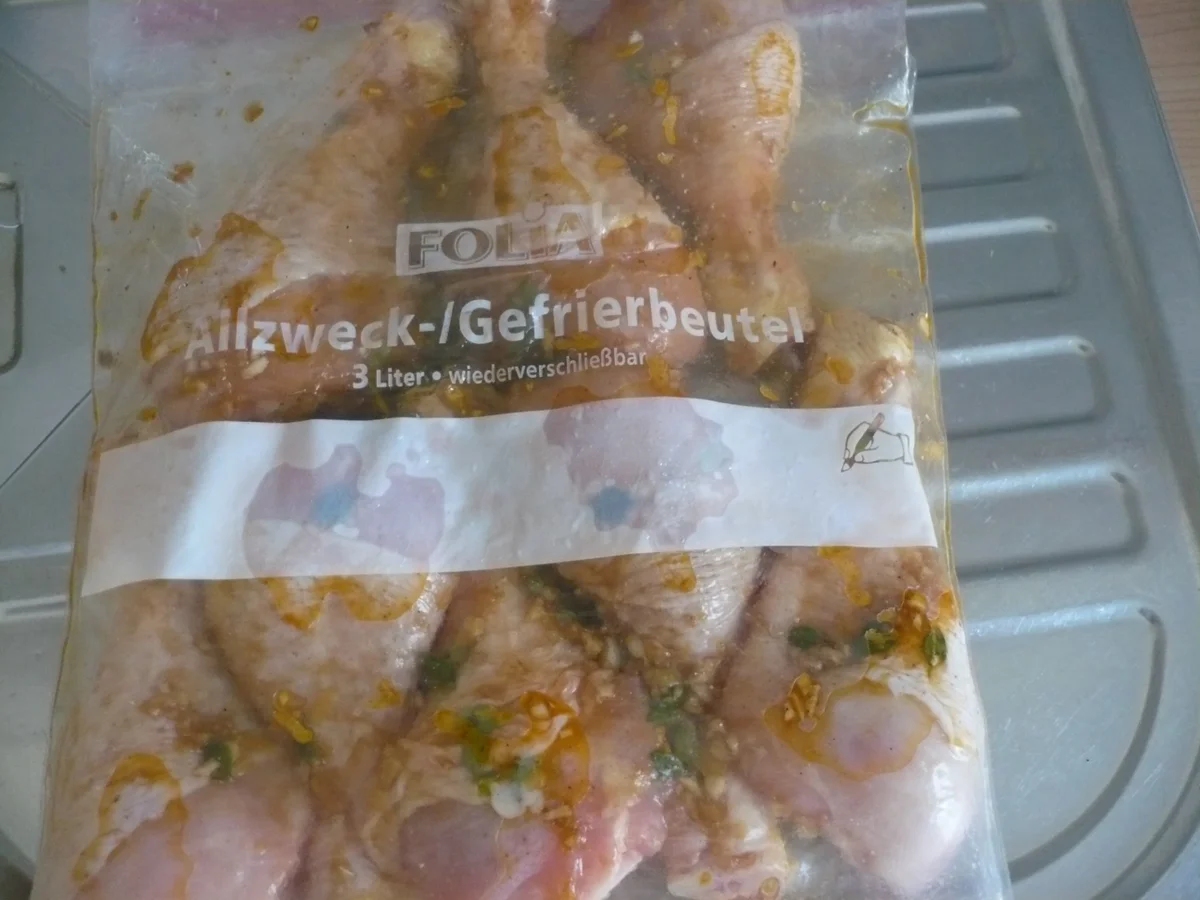 FOLiA
Allzweck-/Gefrierbeutel
3 Liter • wiederverschließbar